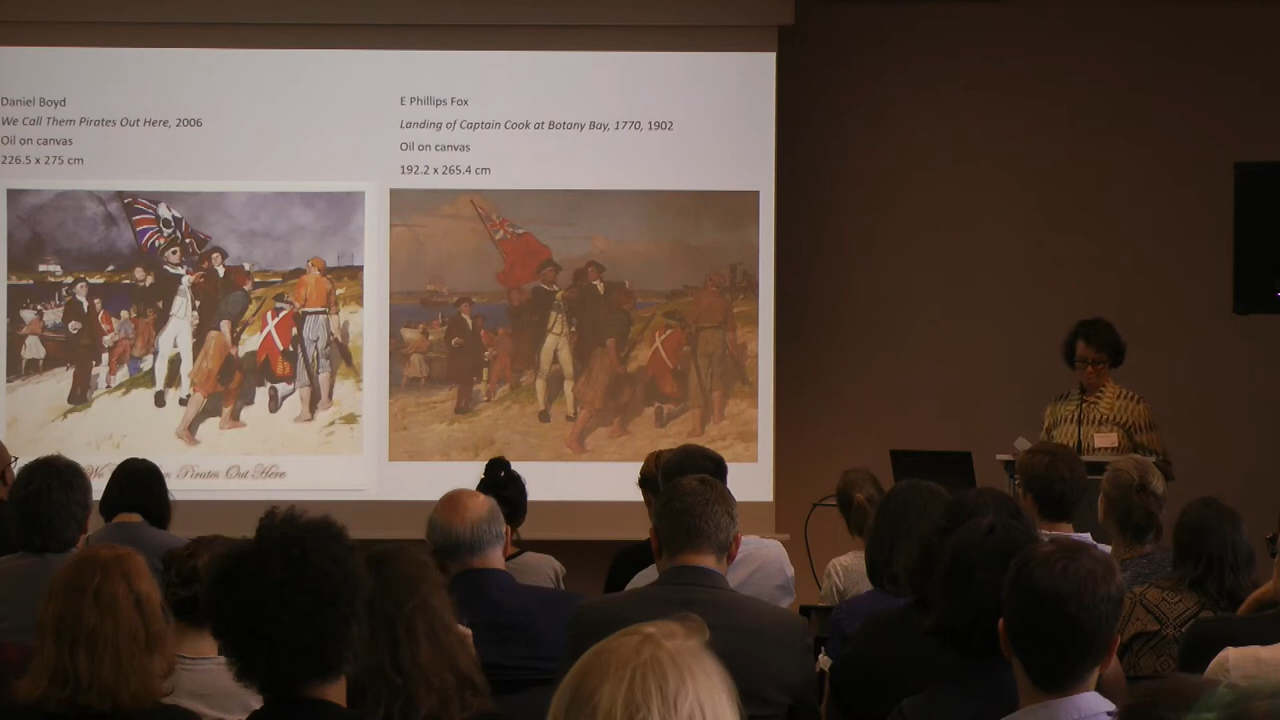 Daniel Boyd
We Call Them Pirates Out Here, 2006
Oil on canvas
226.5 x 275 cm
E Phillips Fox
Landing of Captain Cook at Botany Bay, 1770, 1902
Oil on canvas
192.2 x 265.4 cm
We Pirates Out Here